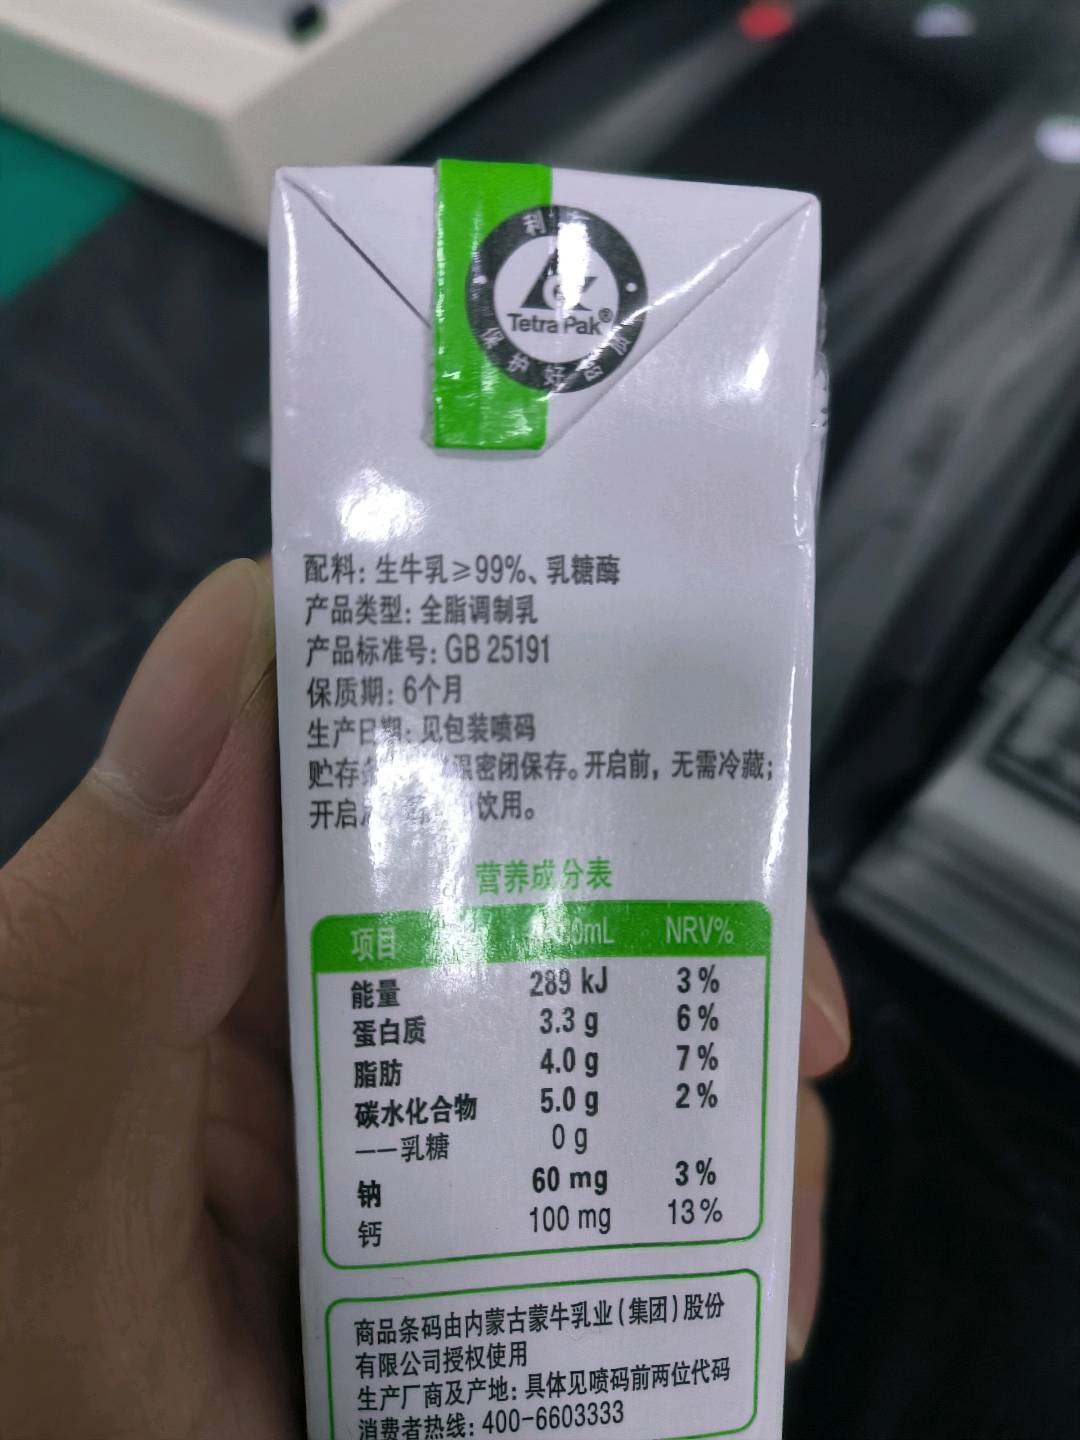 Tetra Pak®
保护好品质
配料: 生牛乳≥99%、乳糖酶
产品类型: 全脂调制乳
产品标准号: GB 25191
保质期: 6个月
生产日期: 见包装喷码
贮存 密闭保存。开启前, 无需冷藏;
开启 饮用。
营养成分表
项目 0mL NRV%
能量 289 kJ 3%
蛋白质 3.3 g 6%
脂肪 4.0 g 7%
碳水化合物 5.0 g 2%
——乳糖 0 g
钠 60 mg 3%
钙 100 mg 13%
商品条码由内蒙古蒙牛乳业(集团)股份
有限公司授权使用
生产厂商及产地: 具体见喷码前两位代码
消费者热线: 400-6603333